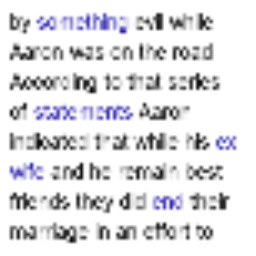 by something evil while
Aaron was on the road
According to that series
of statements Aaron
indicated that while his ex
wife and he remain best
friends they did end their
marriage in an effort to